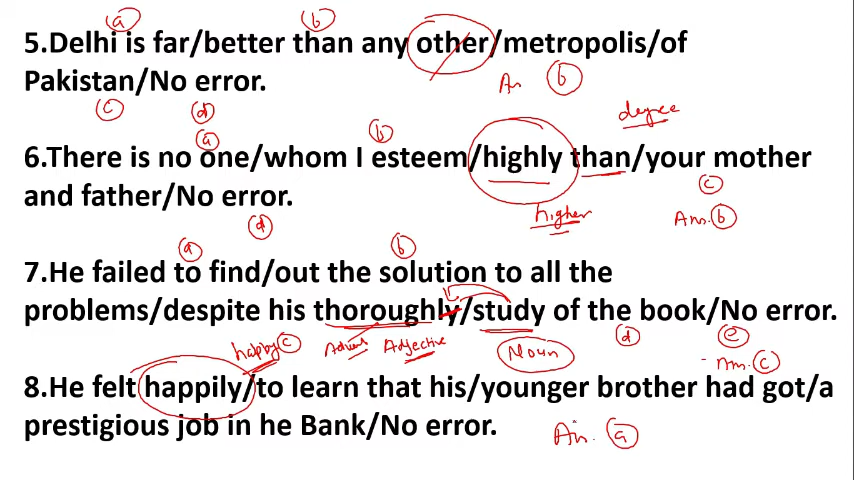 a b
5.Delhi is far/better than any other/metropolis/of
Pakistan/No error. An b
c d
a b degree
6.There is no one/whom I esteem/highly than/your mother
and father/No error. c
d higher Ans. b
a b
7.He failed to find/out the solution to all the
problems/despite his thoroughly/study of the book/No error.
happy c Adverb Adjective Noun d e
Ans. c
8.He felt happily/to learn that his/younger brother had got/a
prestigious job in he Bank/No error. An. a